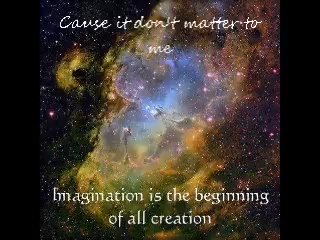 Cause it don't matter to
me
Imagination is the beginning
of all creation